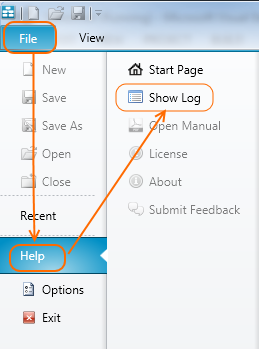 File View
New
Save
Save As
Open
Close
Recent
Help
Options
Exit
Start Page
Show Log
Open Manual
License
About
Submit Feedback